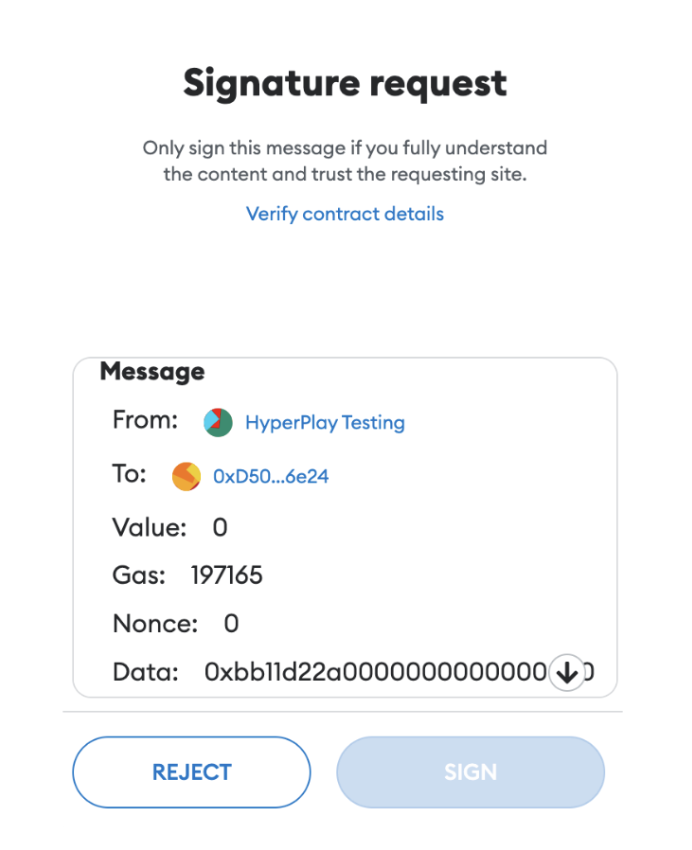 Signature request
Only sign this message if you fully understand
the content and trust the requesting site.
Verify contract details
Message
From: HyperPlay Testing
To: 0xD50...6e24
Value: 0
Gas: 197165
Nonce: 0
Data: 0xbb11d22a0000000000000
REJECT
SIGN